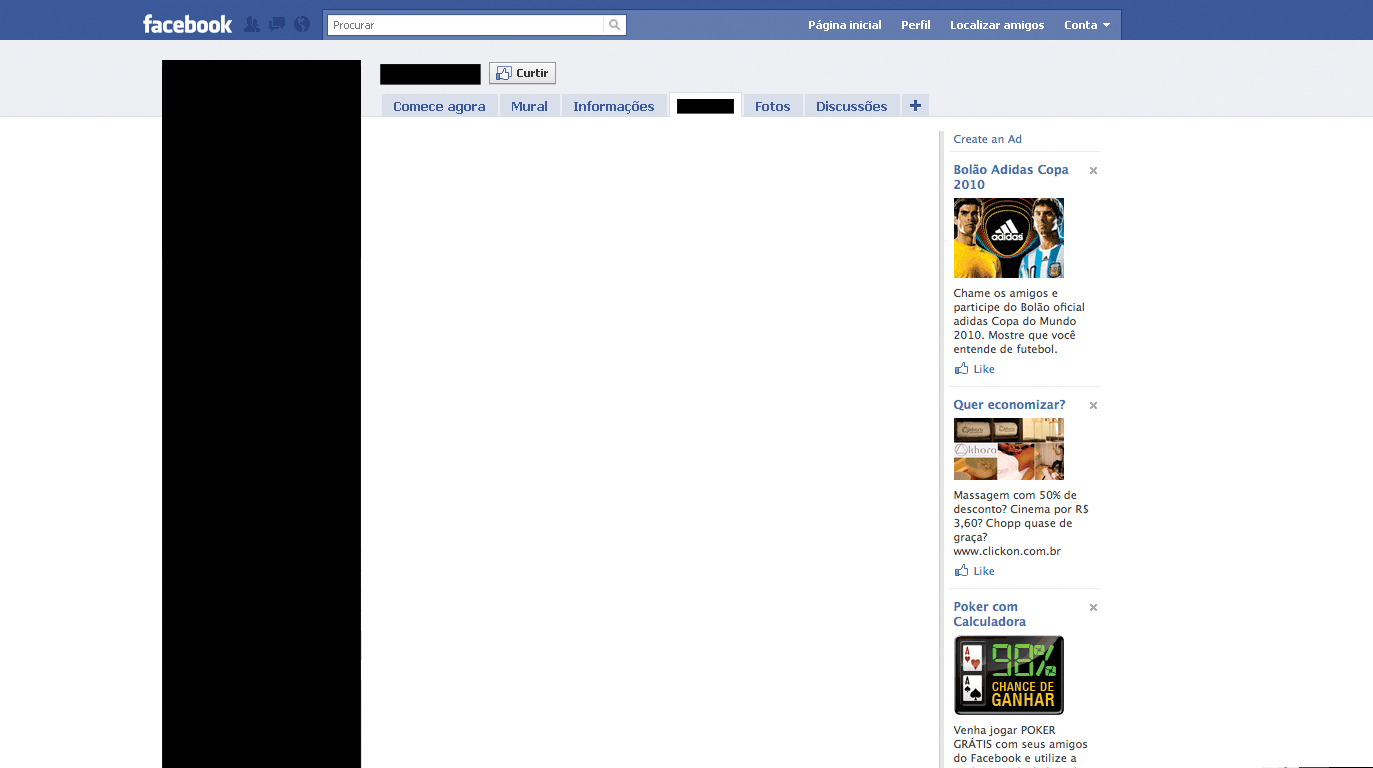 facebook
Procurar
Página inicial Perfil Localizar amigos Conta
Curtir
Comece agora Mural Informações Fotos Discussões +
Create an Ad
Bolão Adidas Copa
2010
adidas
Chame os amigos e
participe do Bolão oficial
adidas Copa do Mundo
2010. Mostre que você
entende de futebol.
Like
Quer economizar?
khora
Massagem com 50% de
desconto? Cinema por R$
3,60? Chopp quase de
graça?
www.clickon.com.br
Like
Poker com
Calculadora
A
A
90%
CHANCE DE
GANHAR
Venha jogar POKER
GRÁTIS com seus amigos
do Facebook e utilize a